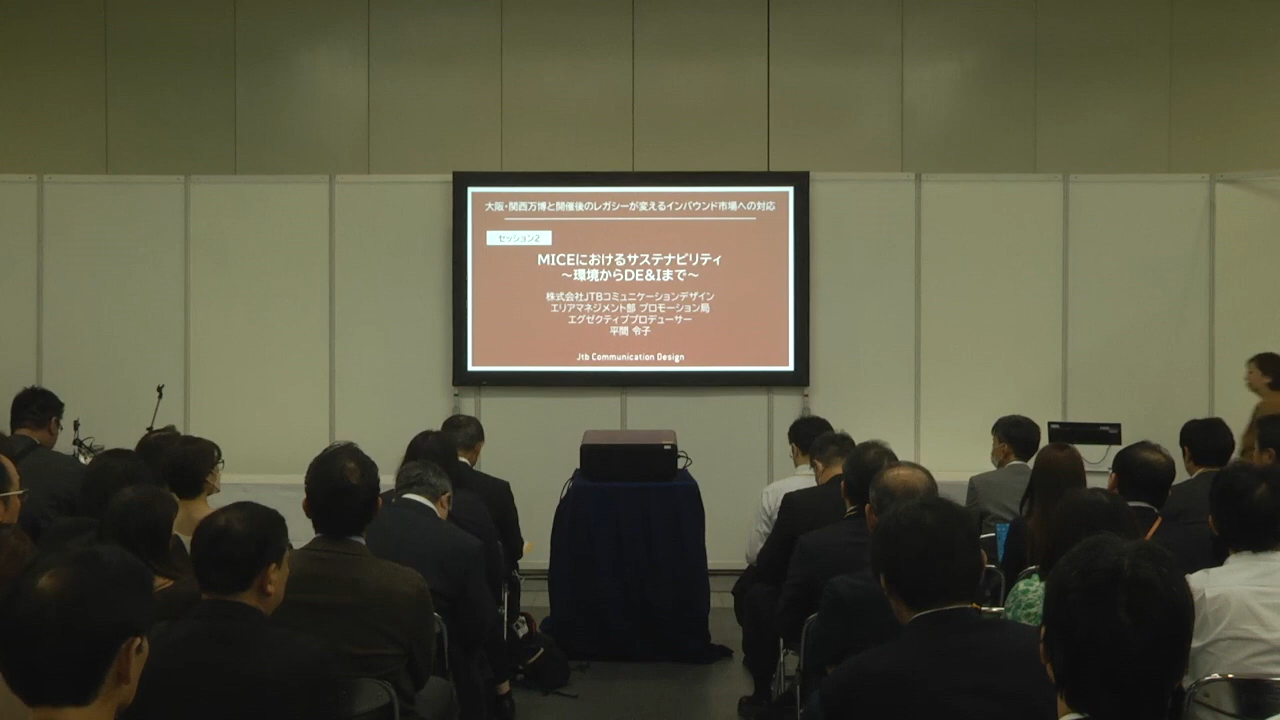 大阪・関西万博と開催後のレガシーが変えるインバウンド市場への対応
セッション2
MICEにおけるサステナビリティ
～環境からDE&Iまで～
株式会社JTBコミュニケーションデザイン
エリアマネジメント部 プロモーション局
エグゼクティブプロデューサー
平間 令子
Jtb Communication Design